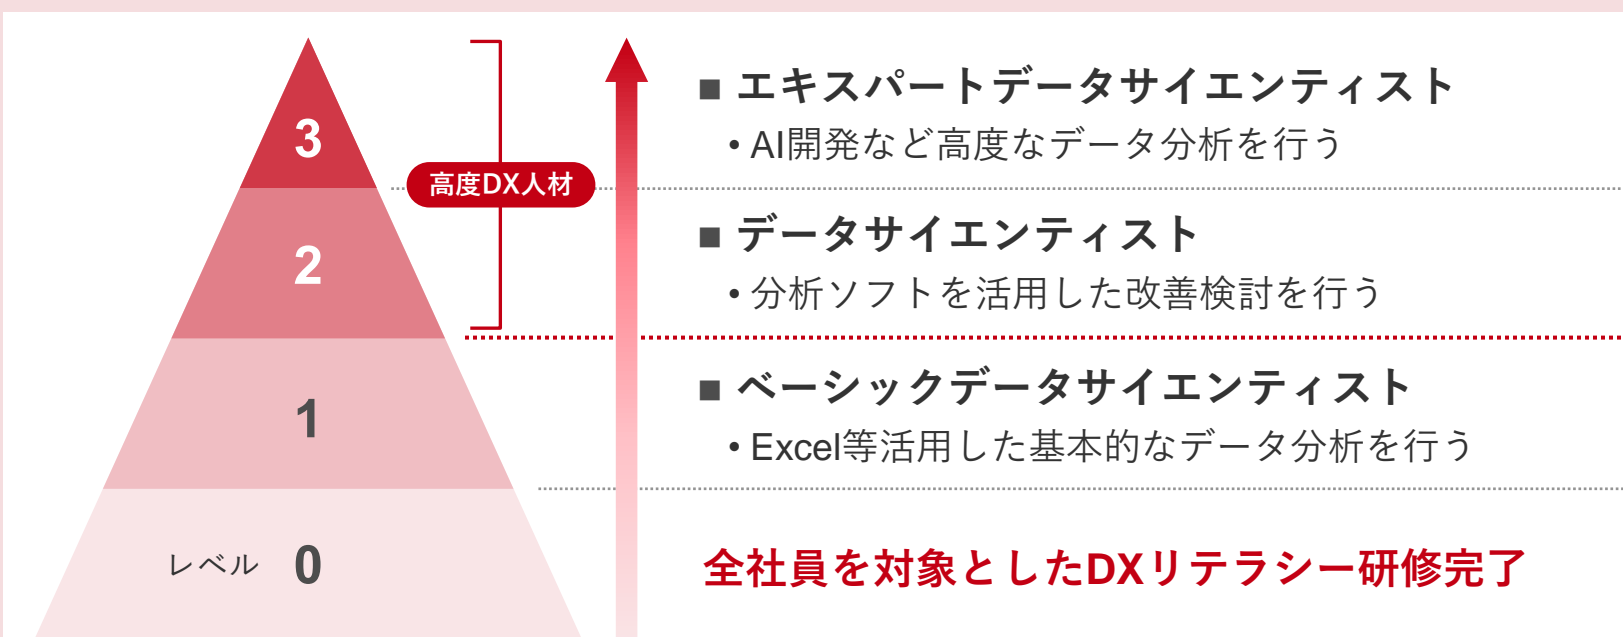 3
高度DX人材
■ エキスパートデータサイエンティスト
• AI開発など高度なデータ分析を行う
2
■ データサイエンティスト
• 分析ソフトを活用した改善検討を行う
1
■ ベーシックデータサイエンティスト
• Excel等活用した基本的なデータ分析を行う
レベル 0
全社員を対象としたDXリテラシー研修完了